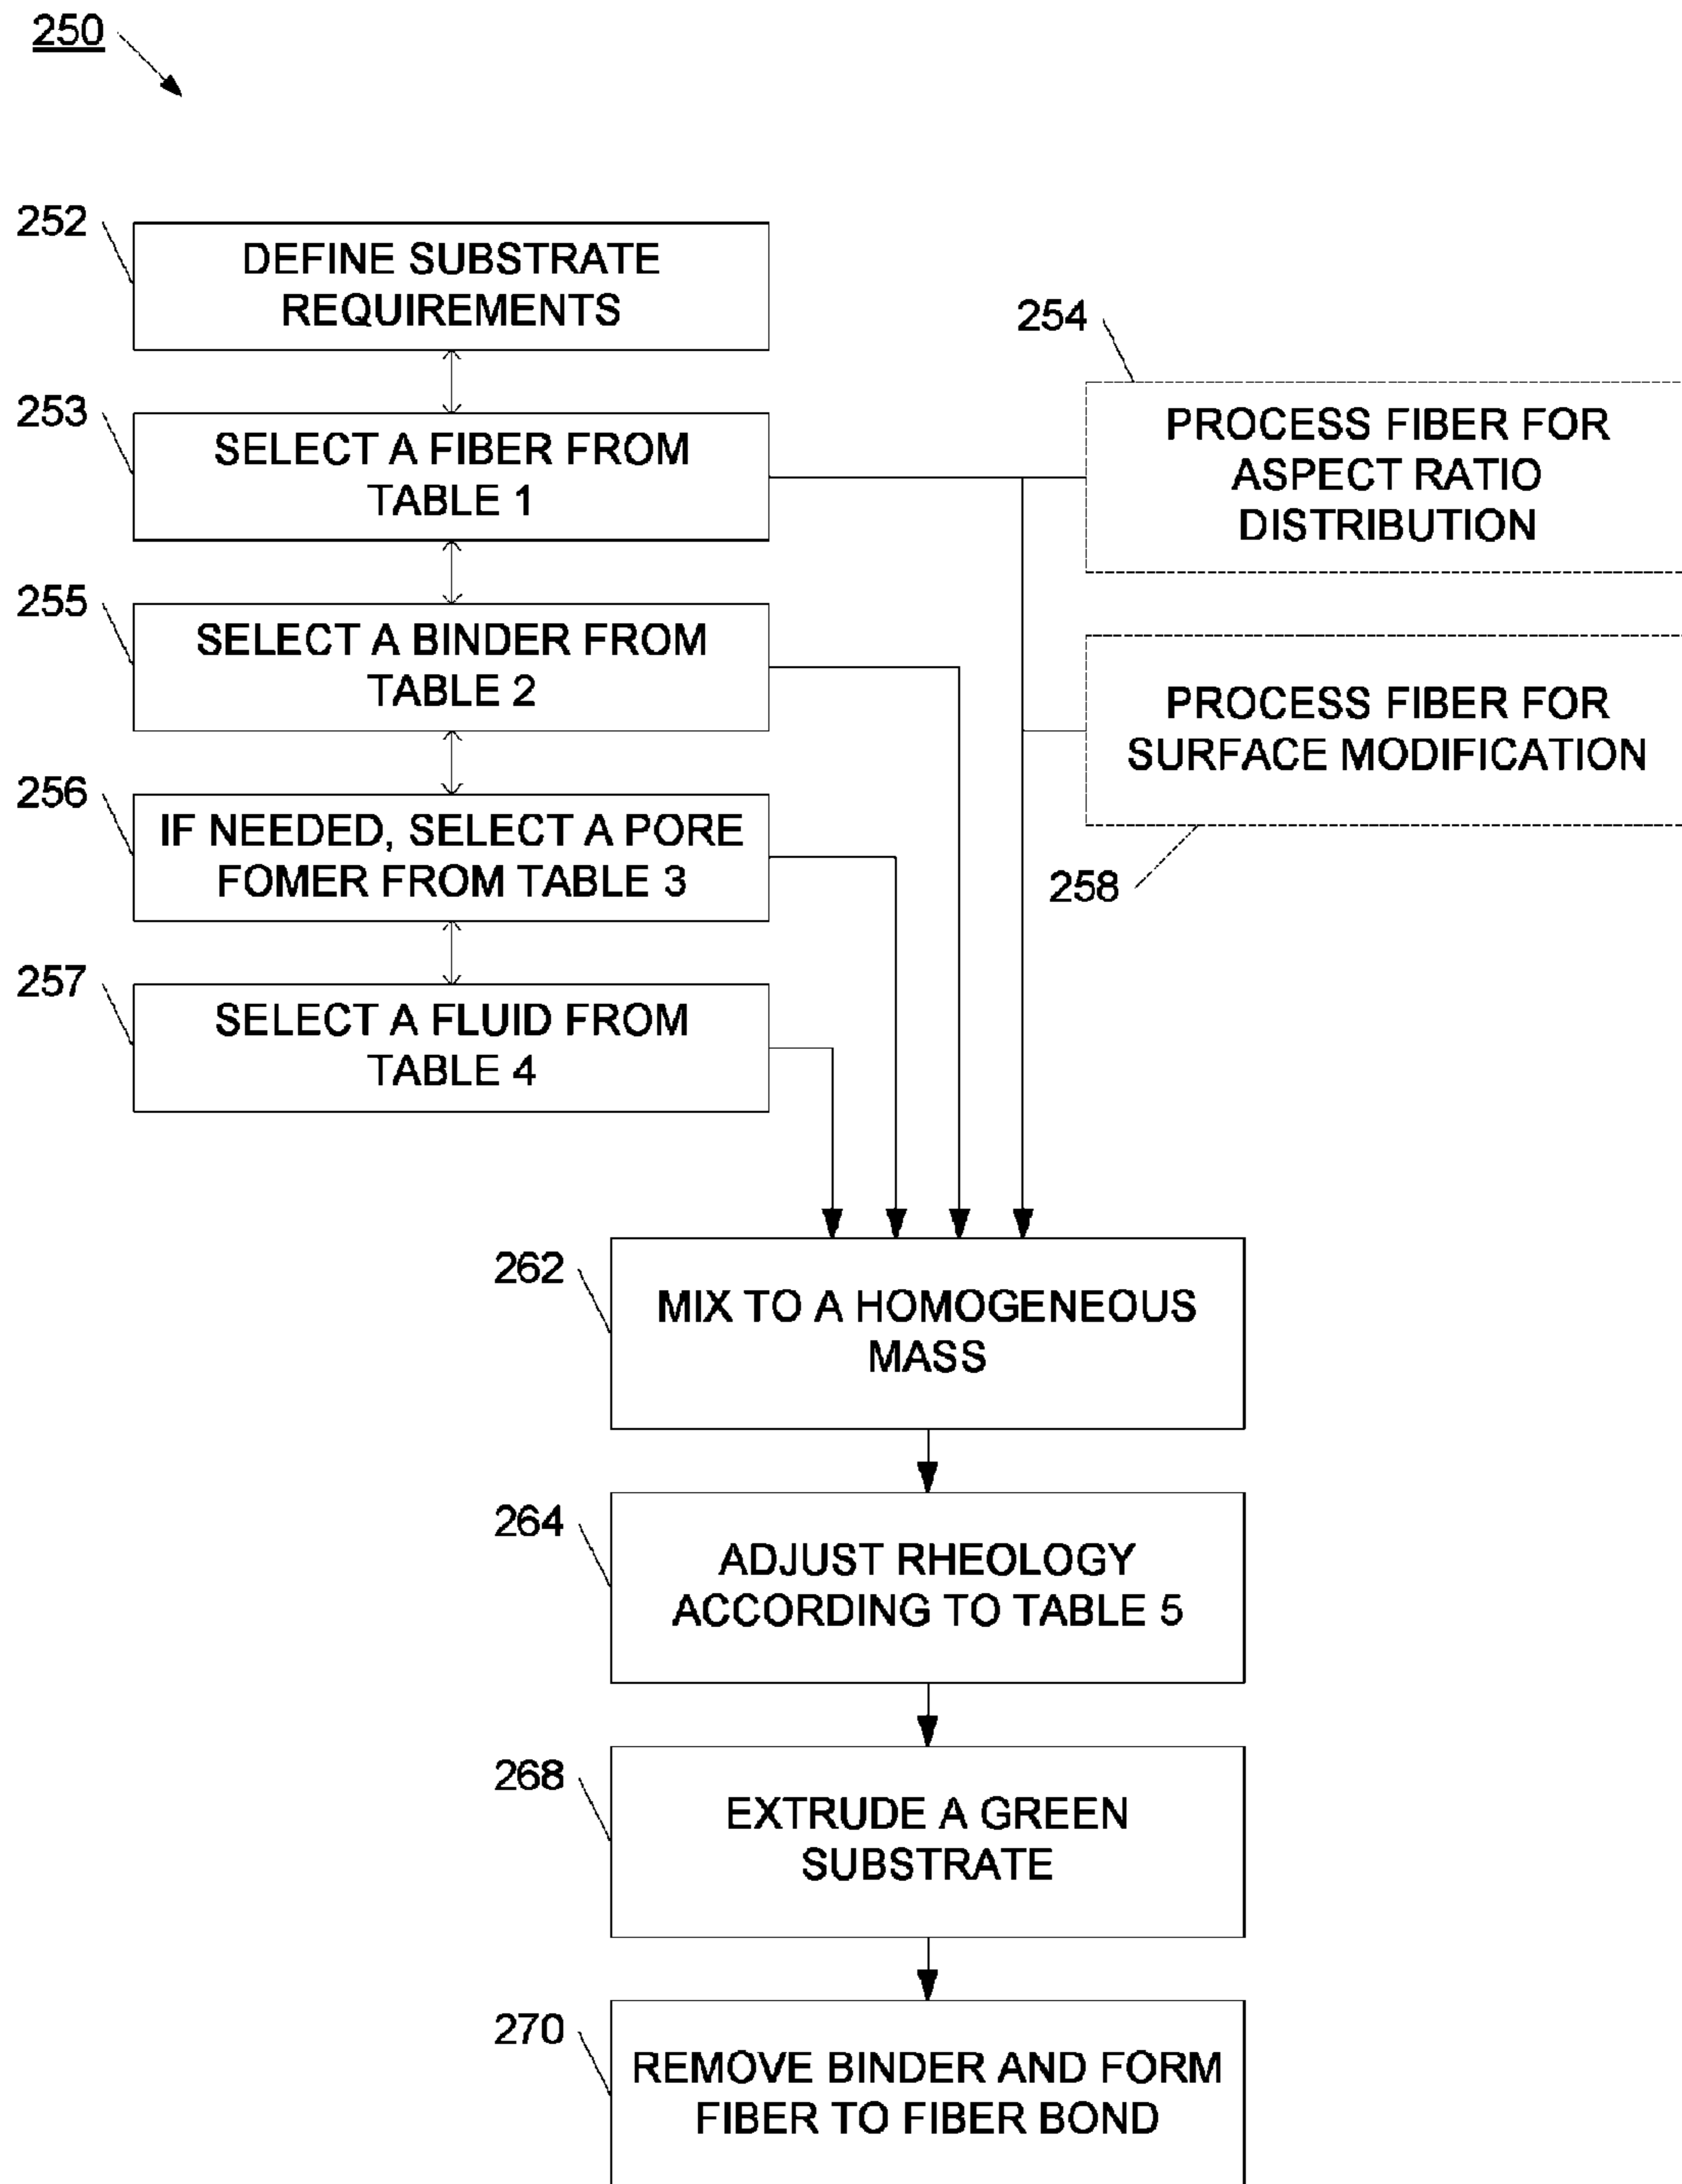 250
252
DEFINE SUBSTRATE
REQUIREMENTS
253
SELECT A FIBER FROM
TABLE 1
254
PROCESS FIBER FOR
ASPECT RATIO
DISTRIBUTION
255
SELECT A BINDER FROM
TABLE 2
PROCESS FIBER FOR
SURFACE MODIFICATION
258
256
IF NEEDED, SELECT A PORE
FOMER FROM TABLE 3
257
SELECT A FLUID FROM
TABLE 4
262
MIX TO A HOMOGENEOUS
MASS
264
ADJUST RHEOLOGY
ACCORDING TO TABLE 5
268
EXTRUDE A GREEN
SUBSTRATE
270
REMOVE BINDER AND FORM
FIBER TO FIBER BOND